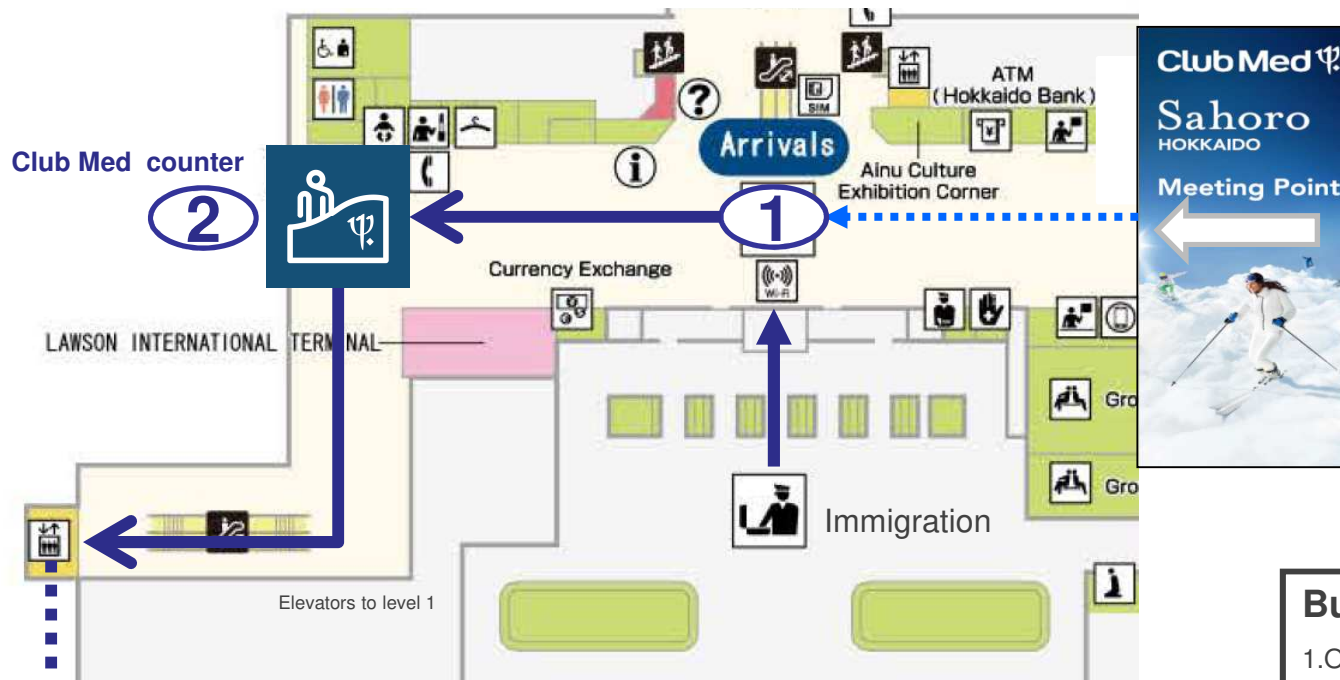 ATM
(Hokkaido Bank)
SIM
?
Arrivals
i
Ainu Culture
Exhibition Corner
Club Med counter
2
1
Wi-Fi
Currency Exchange
LAWSON INTERNATIONAL TERMINAL
Gro
Gro
Immigration
Elevators to level 1
Club Med
Sahoro
HOKKAIDO
Meeting Point
Bu
1.C